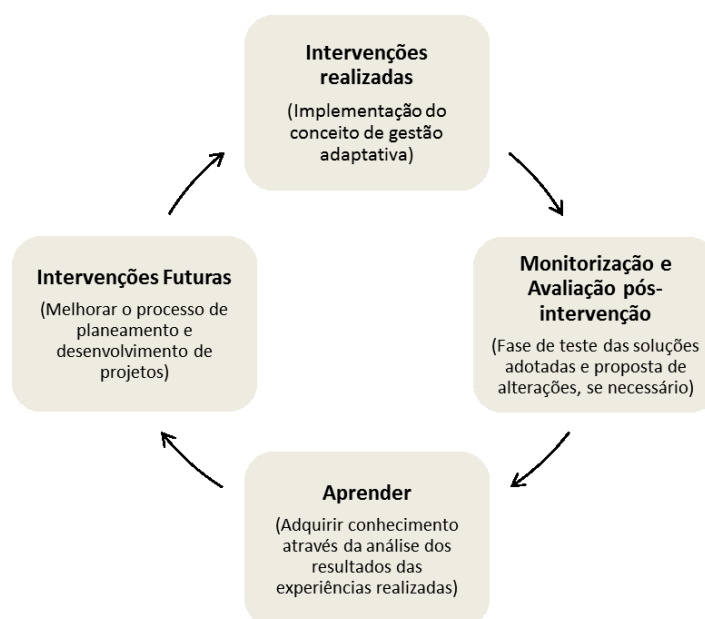 Intervenções
realizadas
(Implementação do
conceito de gestão
adaptativa)
Monitorização e
Avaliação pós-
intervenção
(Fase de teste das soluções
adotadas e proposta de
alterações, se necessário)
Aprender
(Adquirir conhecimento
através da análise dos
resultados das
experiências realizadas)
Intervenções Futuras
(Melhorar o processo de
planeamento e
desenvolvimento de
projetos)